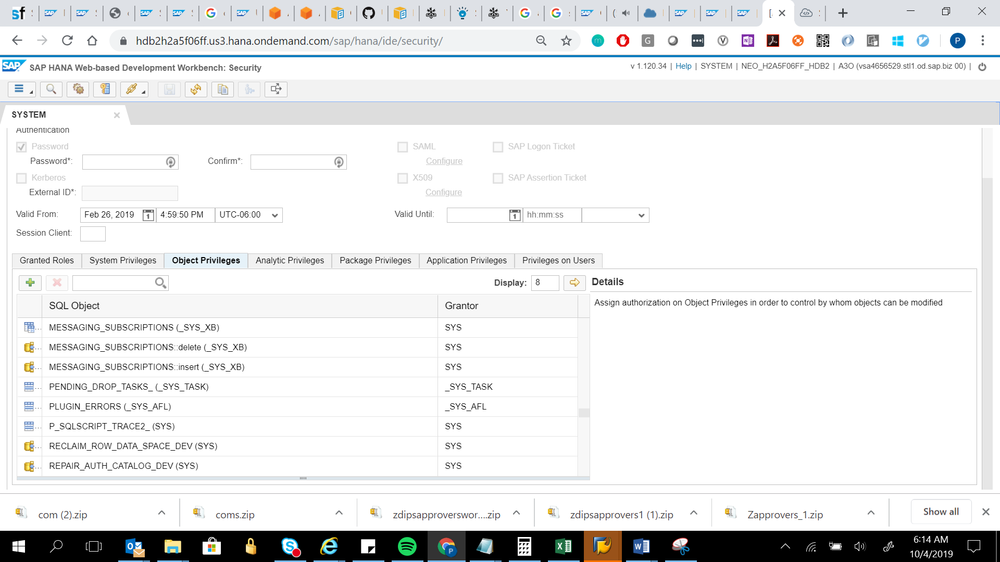 hdb2h2a5f06ff.us3.hana.ondemand.com/sap/hana/ide/security/
SAP SAP HANA Web-based Development Workbench: Security
v 1.120.34 | Help | SYSTEM | NEO_H2A5F06FF_HDB2 | A3O (vsa4656529.stl1.od.sap.biz 00) |
SYSTEM
Authentication
Password
SAML
SAP Logon Ticket
Password*:
Confirm*:
Configure
Kerberos
X509
SAP Assertion Ticket
External ID*:
Configure
Valid From: Feb 26, 2019 4:59:50 PM UTC-06:00
Valid Until: hh:mm:ss
Session Client:
Granted Roles System Privileges Object Privileges Analytic Privileges Package Privileges Application Privileges Privileges on Users
Display: 8
Details
SQL Object Grantor
Assign authorization on Object Privileges in order to control by whom objects can be modified
MESSAGING_SUBSCRIPTIONS (_SYS_XB) SYS
MESSAGING_SUBSCRIPTIONS::delete (_SYS_XB) SYS
MESSAGING_SUBSCRIPTIONS::insert (_SYS_XB) SYS
PENDING_DROP_TASKS_ (_SYS_TASK) _SYS_TASK
PLUGIN_ERRORS (_SYS_AFL) _SYS_AFL
P_SQLSCRIPT_TRACE2_ (SYS) SYS
RECLAIM_ROW_DATA_SPACE_DEV (SYS) SYS
REPAIR_AUTH_CATALOG_DEV (SYS) SYS
com (2).zip
coms.zip
zdipsapproverswor....zip
zdipsapprovers1 (1).zip
Zapprovers_1.zip
Show all
6:14 AM
10/4/2019